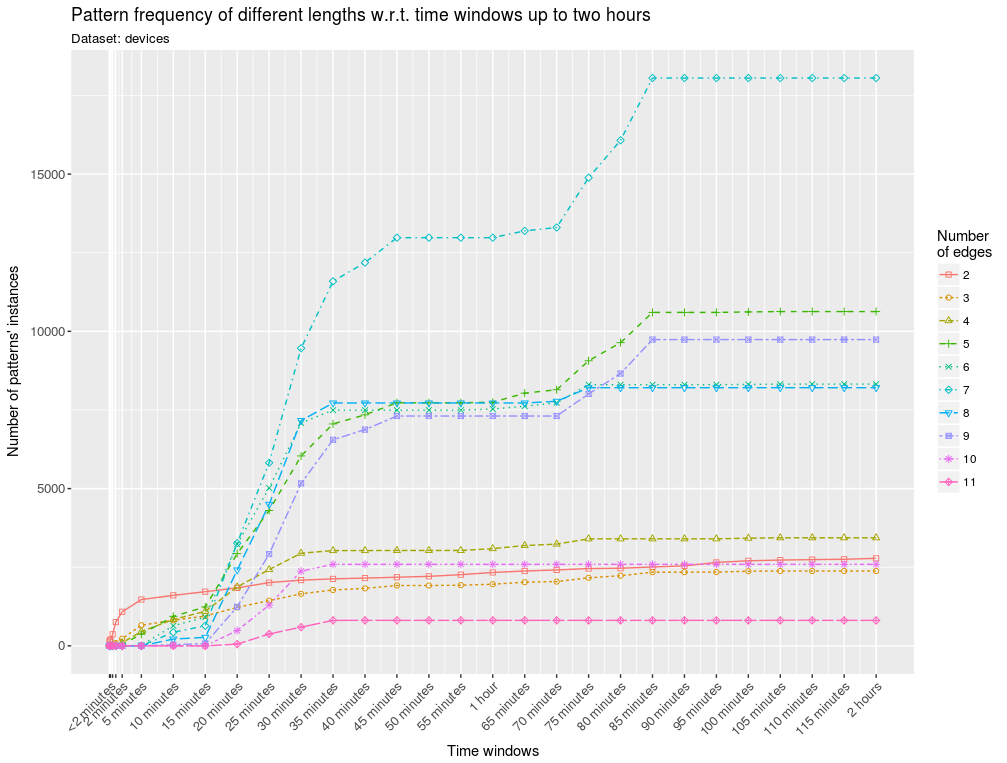 Pattern frequency of different lengths w.r.t. time windows up to two hours
Dataset: devices
Number of patterns' instances
15000
10000
5000
0
<2 minutes
2 minutes
5 minutes
10 minutes
15 minutes
20 minutes
25 minutes
30 minutes
35 minutes
40 minutes
45 minutes
50 minutes
55 minutes
1 hour
65 minutes
70 minutes
75 minutes
80 minutes
85 minutes
90 minutes
95 minutes
100 minutes
105 minutes
110 minutes
115 minutes
2 hours
Time windows
Number
of edges
2
3
4
5
6
7
8
9
10
11